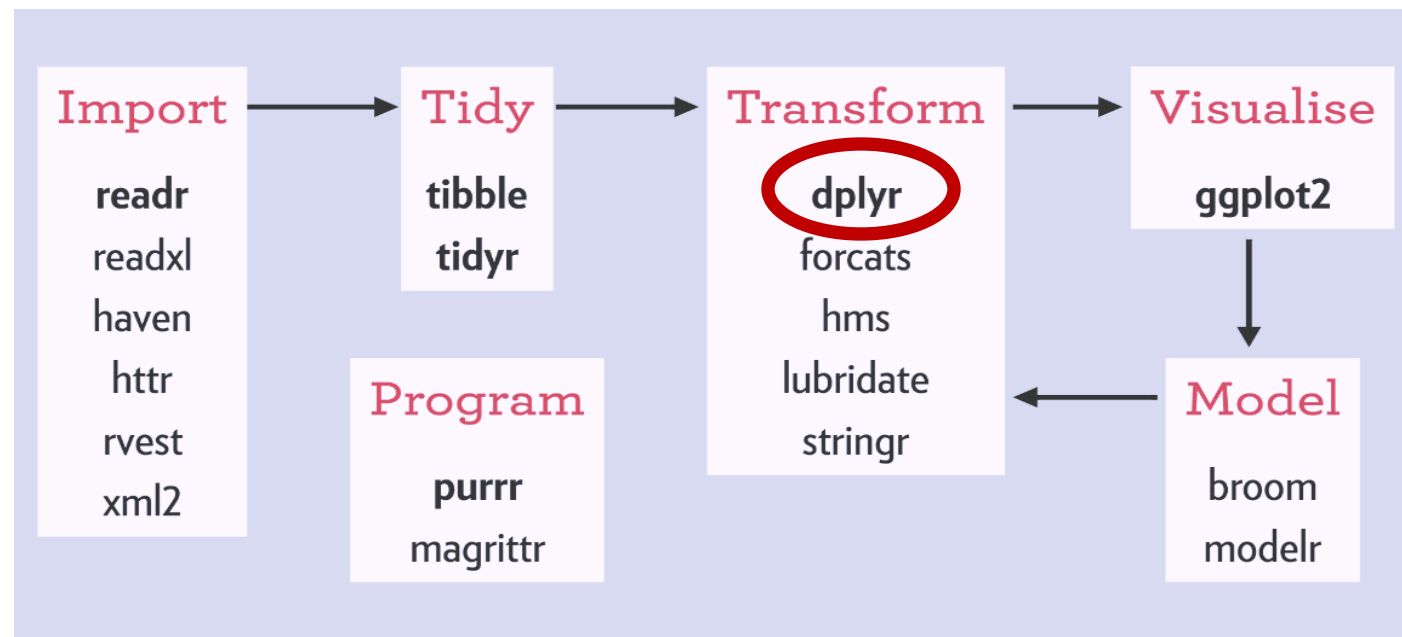 Import
readr
readxl
haven
httr
rvest
xml2
Tidy
tibble
tidyr
Program
purrr
magrittr
Transform
dplyr
forcats
hms
lubridate
stringr
Visualise
ggplot2
Model
broom
modelr